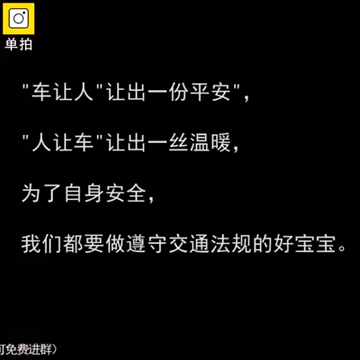 单拍
"车让人"让出一份平安",
"人让车"让出一丝温暖,
为了自身安全,
我们都要做遵守交通法规的好宝宝。
可免费进群）